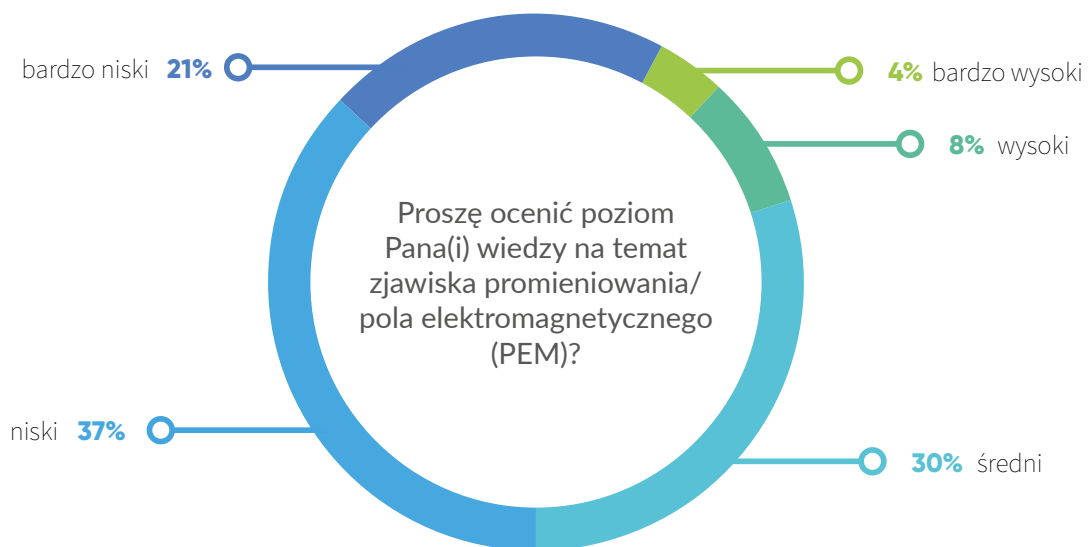 bardzo niski 21%
4% bardzo wysoki
8% wysoki
Proszę ocenić poziom
Pana(i) wiedzy na temat
zjawiska promieniowania/
pola elektromagnetycznego
(PEM)?
niski 37%
30% średni